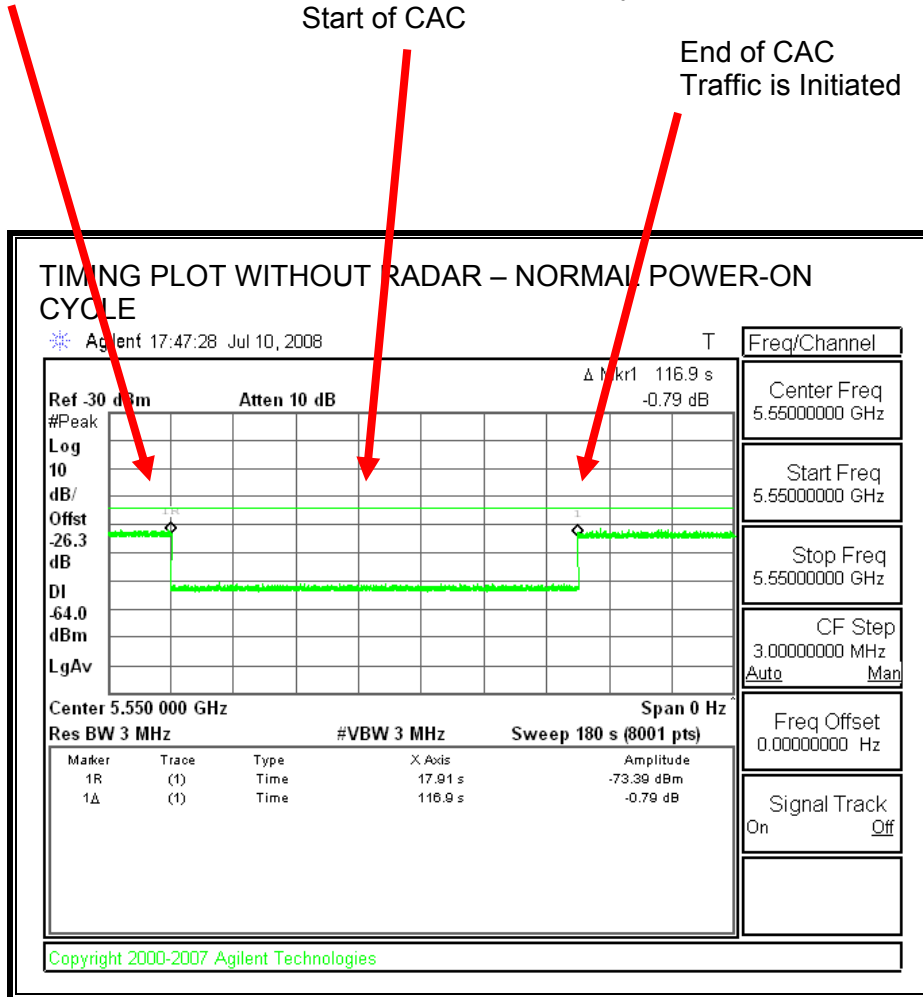 Start of CAC
End of CAC
Traffic is Initiated
TIMING PLOT WITHOUT RADAR – NORMAL POWER-ON
CYCLE
Agilent 17:47:28 Jul 10, 2008
T
Freq/Channel
Δ Mkr1 116.9 s
Ref -30 dBm Atten 10 dB -0.79 dB
#Peak
Log
10
dB/
Offst
-26.3
dB
DI
-64.0
dBm
LgAv
1R
1
Center 5.550 000 GHz Span 0 Hz
Res BW 3 MHz #VBW 3 MHz Sweep 180 s (8001 pts)
Marker Trace Type X Axis Amplitude
1R (1) Time 17.91 s -73.39 dBm
1Δ (1) Time 116.9 s -0.79 dB
Center Freq
5.55000000 GHz
Start Freq
5.55000000 GHz
Stop Freq
5.55000000 GHz
CF Step
3.00000000 MHz
Auto Man
Freq Offset
0.00000000 Hz
Signal Track
On Off
Copyright 2000-2007 Agilent Technologies